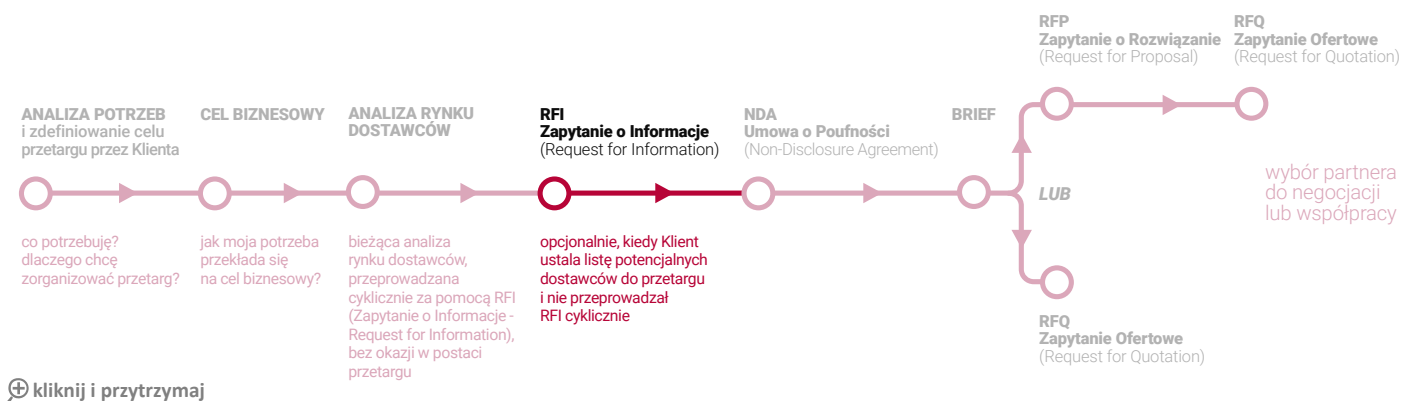 ANALIZA POTRZEB
i zdefiniowanie celu
przetargu przez Klienta
co potrzebuję?
dlaczego chcę
zorganizować przetarg?
CEL BIZNESOWY
jak moja potrzeba
przekłada się
na cel biznesowy?
ANALIZA RYNKU
DOSTAWCÓW
bieżąca analiza
rynku dostawców,
przeprowadzana
cyklicznie za pomocą RFI
(Zapytanie o Informacje -
Request for Information),
bez okazji w postaci
przetargu
RFI
Zapytanie o Informacje
(Request for Information)
opcjonalnie, kiedy Klient
ustala listę potencjalnych
dostawców do przetargu
i nie przeprowadzał
RFI cyklicznie
NDA
Umowa o Poufności
(Non-Disclosure Agreement)
BRIEF
RFP
Zapytanie o Rozwiązanie
(Request for Proposal)
RFQ
Zapytanie Ofertowe
(Request for Quotation)
LUB
wybór partnera
do negocjacji
lub współpracy
RFQ
Zapytanie Ofertowe
(Request for Quotation)
kliknij i przytrzymaj